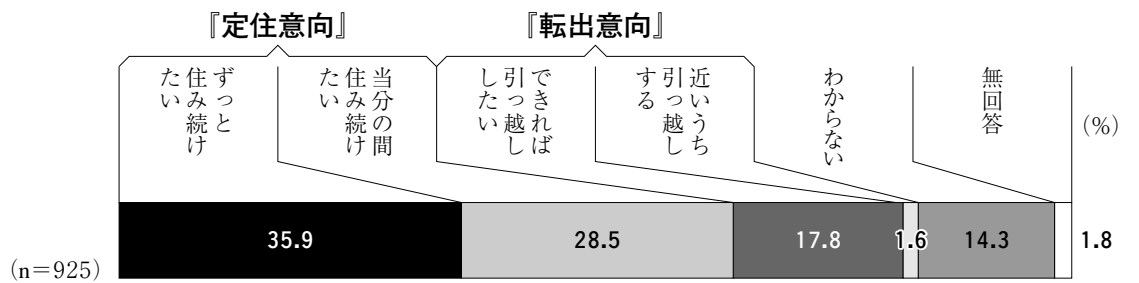 『定住意向』
『転出意向』
ずっと
住み続け
たい
当分の間
住み続け
たい
できれば
引っ越し
したい
近いうち
引っ越し
する
わからない
無回答
(%)
(n=925)
35.9
28.5
17.8
1.6
14.3
1.8